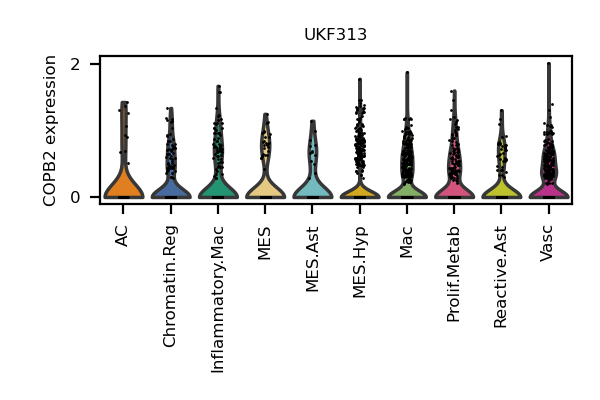 UKF313
COPB2 expression
2
0
AC
Chromatin.Reg
Inflammatory.Mac
MES
MES.Ast
MES.Hyp
Mac
Prolif.Metab
Reactive.Ast
Vasc